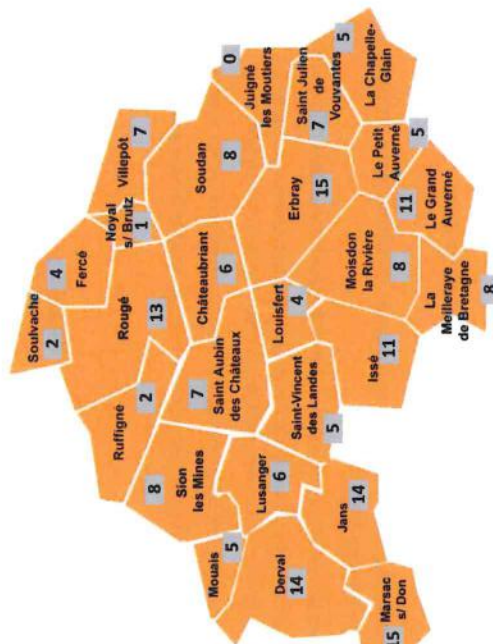 Soulvache
2
Fercé
4
Villepôt
7
Noyal
s/ Brutz
1
Rougé
13
Ruffigné
2
Soudan
8
Juigné
les Moutiers
0
Châteaubriant
6
Saint Aubin
des Châteaux
7
Sion
les Mines
8
Mouais
5
Saint Julien
de
Vouvantes
7
La Chapelle-
Glain
5
Erbray
15
Louisfert
4
Saint-Vincent
des Landes
5
Lusanger
6
Derval
14
Le Petit
Auverné
5
Le Grand
Auverné
11
Moisdon
la Rivière
8
Issé
11
Jans
14
Marsac
s/ Don
15
La
Meilleraye
de Bretagne
8